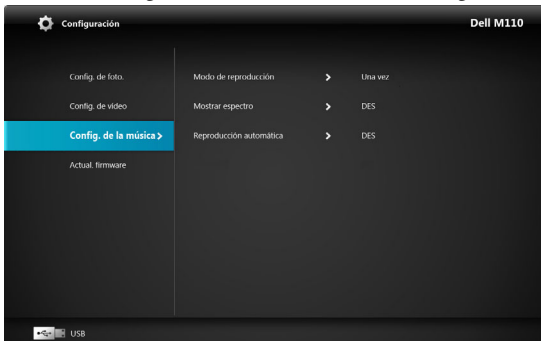 Configuración
Dell M110
Config. de foto.
Modo de reproducción > Una vez
Config. de vídeo
Mostrar espectro > DES
Config. de la música >
Reproducción automática > DES
Actual. firmware
USB